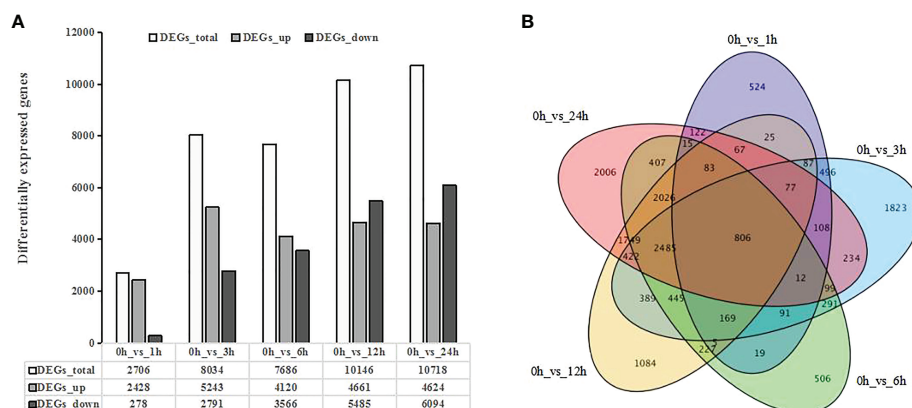 A
12000
10000
8000
6000
4000
2000
0
Differentially expressed genes
DEGs_total DEGs_up DEGs_down
0h_vs_1h 0h_vs_3h 0h_vs_6h 0h_vs_12h 0h_vs_24h
DEGs_total 2706 8034 7686 10146 10718
DEGs_up 2428 5243 4120 4661 4624
DEGs_down 278 2791 3566 5485 6094
B
0h_vs_1h
524
0h_vs_24h
122
15
67
25
0h_vs_3h
407
83
87
496
2006
77
2026
1823
108
1749
2485
806
422
234
12
99
389
445
291
169
91
227
19
1084
0h_vs_12h
506
0h_vs_6h